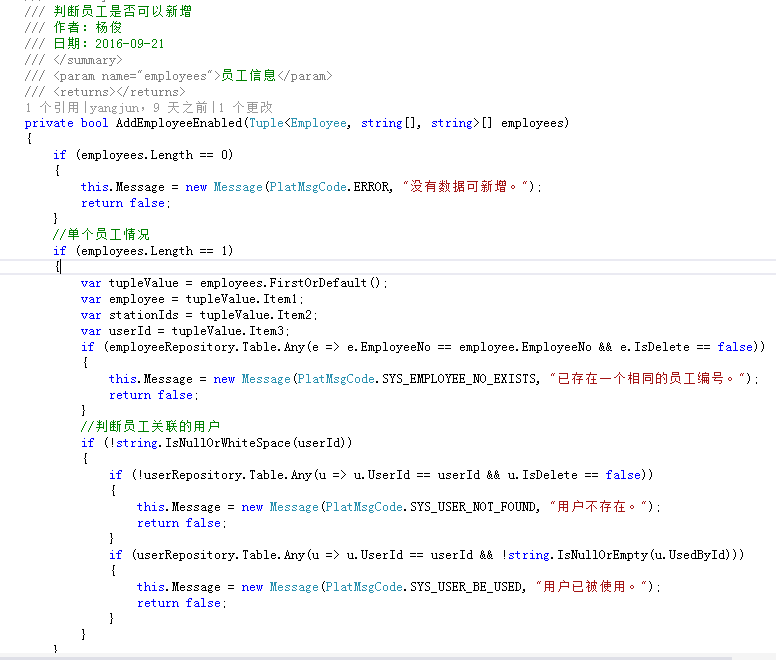 /// 判断员工是否可以新增
/// 作者: 杨俊
/// 日期: 2016-09-21
/// </summary>
/// <param name="employees">员工信息</param>
/// <returns></returns>
1 个引用|yangjun，9 天之前|1 个更改
private bool AddEmployeeEnabled(Tuple<Employee, string[], string>[] employees)
{
if (employees.Length == 0)
{
this.Message = new Message(PlatMsgCode.ERROR, "没有数据可新增。");
return false;
}
//单个员工情况
if (employees.Length == 1)
{
var tupleValue = employees.FirstOrDefault();
var employee = tupleValue.Item1;
var stationIds = tupleValue.Item2;
var userId = tupleValue.Item3;
if (employeeRepository.Table.Any(e => e.EmployeeNo == employee.EmployeeNo && e.IsDelete == false))
{
this.Message = new Message(PlatMsgCode.SYS_EMPLOYEE_NO_EXISTS, "已存在一个相同的员工编号。");
return false;
}
//判断员工关联的用户
if (!string.IsNullOrWhiteSpace(userId))
{
if (!userRepository.Table.Any(u => u.UserId == userId && u.IsDelete == false))
{
this.Message = new Message(PlatMsgCode.SYS_USER_NOT_FOUND, "用户不存在。");
return false;
}
if (userRepository.Table.Any(u => u.UserId == userId && !string.IsNullOrEmpty(u.UsedById)))
{
this.Message = new Message(PlatMsgCode.SYS_USER_BE_USED, "用户已被使用。");
return false;
}
}
}